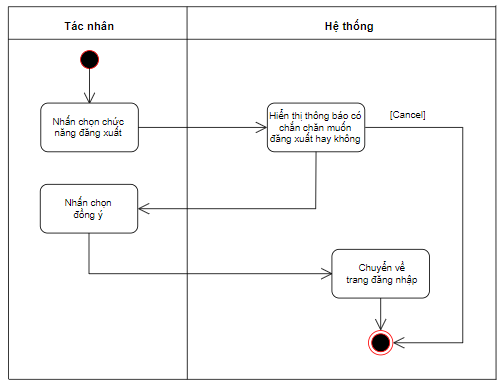 Tác nhân
Hệ thống
Nhấn chọn chức
năng đăng xuất
Hiển thị thông báo có
chắn chăn muốn
đăng xuất hay không
[Cancel]
Nhấn chọn
đồng ý
Chuyển về
trang đăng nhập